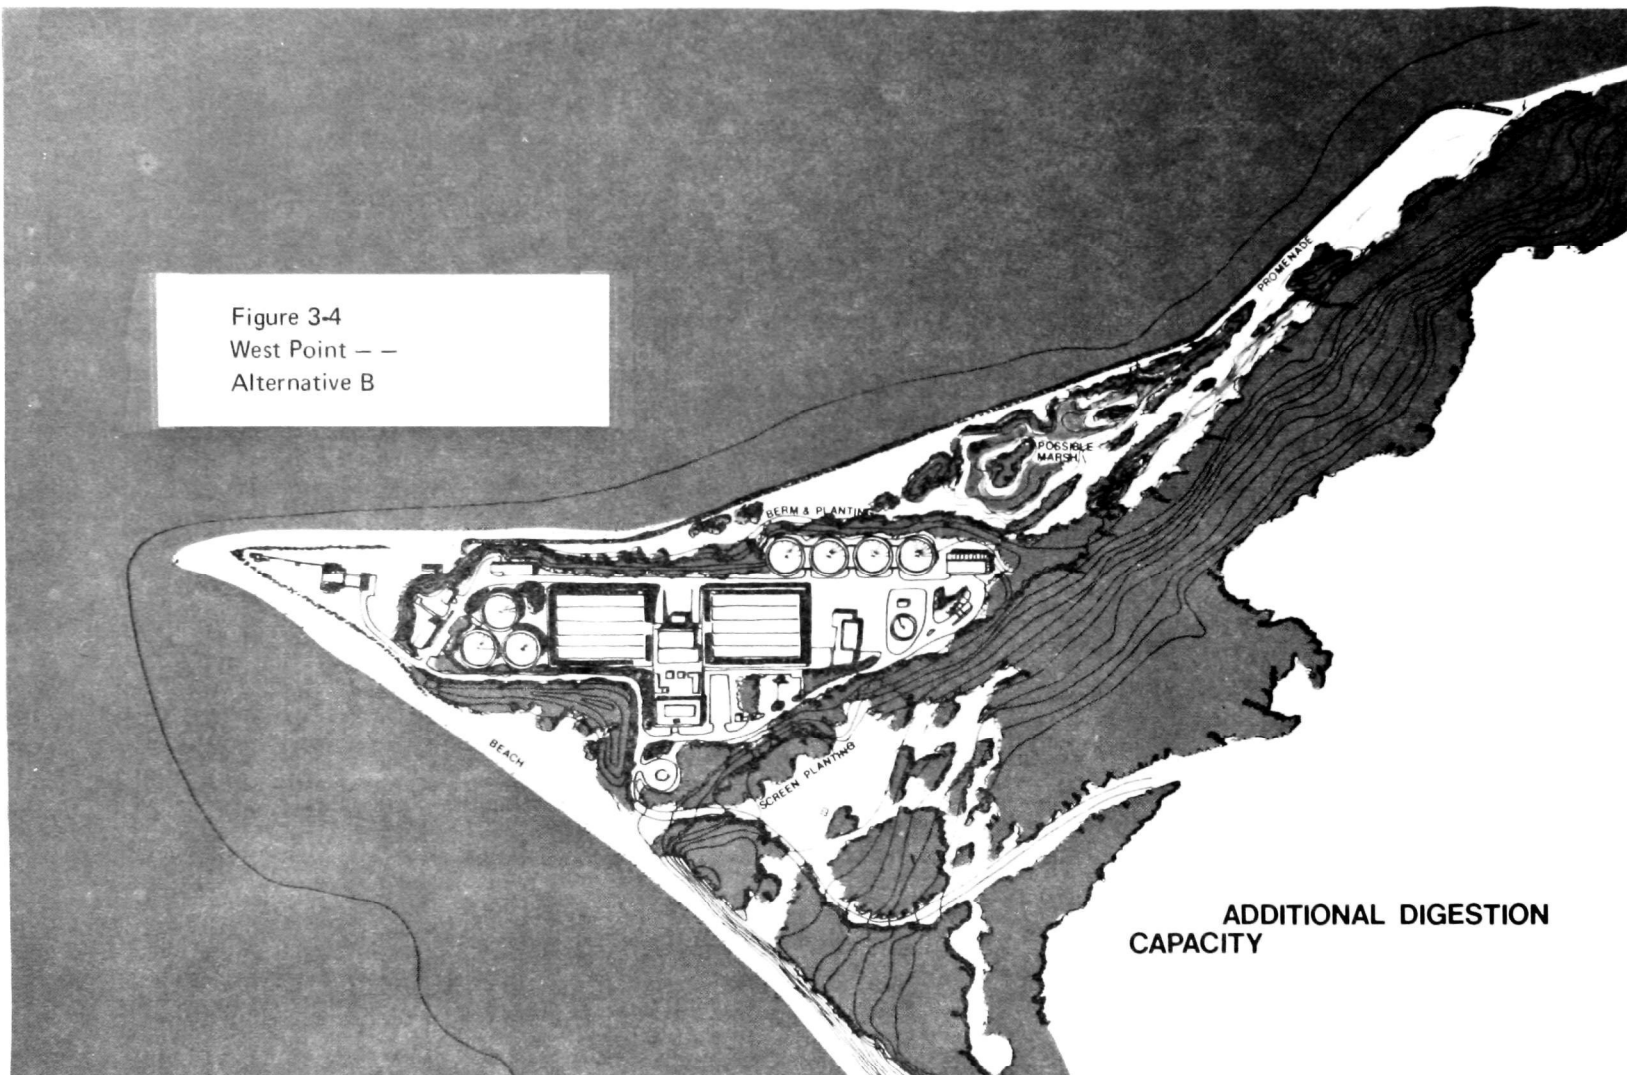 Figure 3-4
West Point – –
Alternative B
PROMENADE
POSSIBLE
MARSH
BERM & PLANTING
BEACH
SCREEN PLANTING
ADDITIONAL DIGESTION
CAPACITY